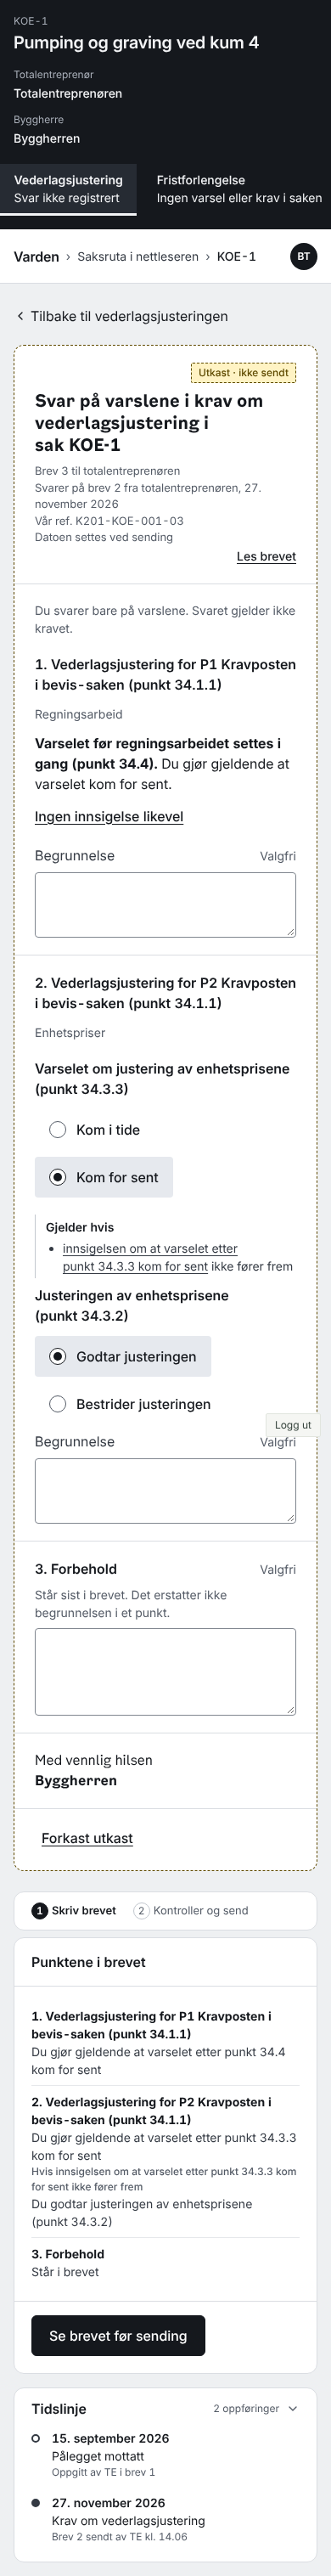 KOE-1
Pumping og graving ved kum 4
Totalentreprenør
Totalentreprenøren
Byggherre
Byggherren
Vederlagsjustering
Svar ikke registrert
Fristforlengelse
Ingen varsel eller krav i saken
Varden › Saksruta i nettleseren › KOE-1
BT
Tilbake til vederlagsjusteringen
Utkast · ikke sendt
Svar på varslene i krav om
vederlagsjustering i
sak KOE-1
Brev 3 til totalentreprenøren
Svarer på brev 2 fra totalentreprenøren, 27.
november 2026
Vår ref. K201-KOE-001-03
Datoen settes ved sending
Les brevet
Du svarer bare på varslene. Svaret gjelder ikke
kravet.
1. Vederlagsjustering for P1 Kravposten
i bevis-saken (punkt 34.1.1)
Regningsarbeid
Varselet før regningsarbeidet settes i
gang (punkt 34.4). Du gjør gjeldende at
varselet kom for sent.
Ingen innsigelse likevel
Begrunnelse
Valgfri
2. Vederlagsjustering for P2 Kravposten
i bevis-saken (punkt 34.1.1)
Enhetspriser
Varselet om justering av enhetsprisene
(punkt 34.3.3)
Kom i tide
Kom for sent
Gjelder hvis
• innsigelsen om at varselet etter
punkt 34.3.3 kom for sent ikke fører frem
Justeringen av enhetsprisene
(punkt 34.3.2)
Godtar justeringen
Bestrider justeringen
Logg ut
Begrunnelse
Valgfri
3. Forbehold
Valgfri
Står sist i brevet. Det erstatter ikke
begrunnelsen i et punkt.
Med vennlig hilsen
Byggherren
Forkast utkast
1 Skriv brevet
2 Kontroller og send
Punktene i brevet
1. Vederlagsjustering for P1 Kravposten i
bevis-saken (punkt 34.1.1)
Du gjør gjeldende at varselet etter punkt 34.4
kom for sent
2. Vederlagsjustering for P2 Kravposten i
bevis-saken (punkt 34.1.1)
Du gjør gjeldende at varselet etter punkt 34.3.3
kom for sent
Hvis innsigelsen om at varselet etter punkt 34.3.3 kom
for sent ikke fører frem
Du godtar justeringen av enhetsprisene
(punkt 34.3.2)
3. Forbehold
Står i brevet
Se brevet før sending
Tidslinje
2 oppføringer
15. september 2026
Pålegget mottatt
Oppgitt av TE i brev 1
27. november 2026
Krav om vederlagsjustering
Brev 2 sendt av TE kl. 14.06